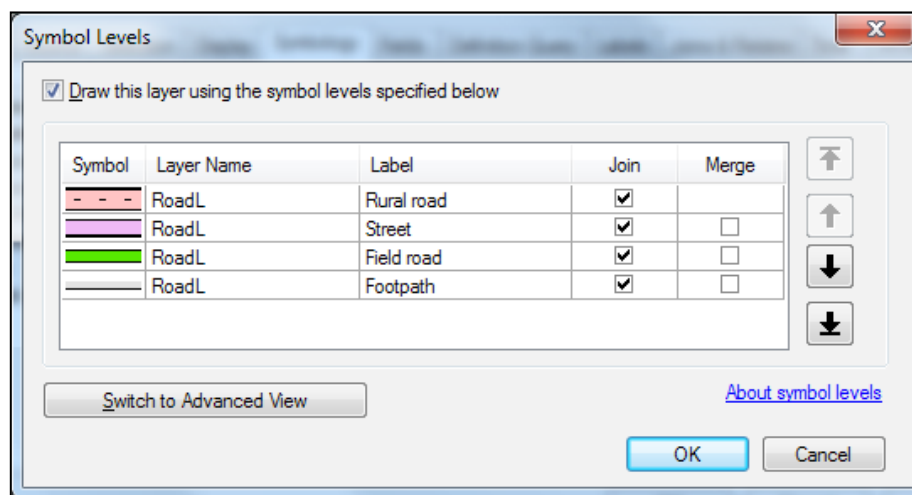 Symbol Levels
Draw this layer using the symbol levels specified below
Symbol Layer Name Label Join Merge
RoadL Rural road
RoadL Street
RoadL Field road
RoadL Footpath
Switch to Advanced View
About symbol levels
OK Cancel